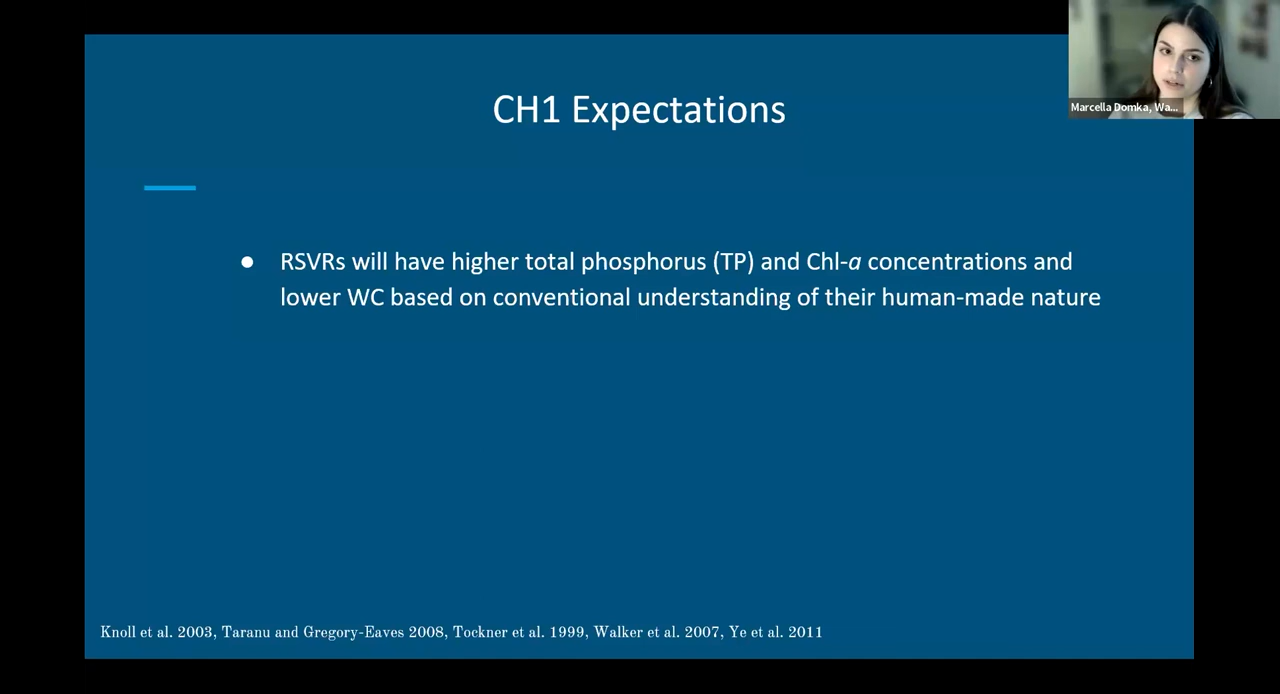 CH1 Expectations
Marcella Domka, Wa...
● RSVRs will have higher total phosphorus (TP) and Chl-a concentrations and
lower WC based on conventional understanding of their human-made nature
Knoll et al. 2003, Taranu and Gregory-Eaves 2008, Tockner et al. 1999, Walker et al. 2007, Ye et al. 2011